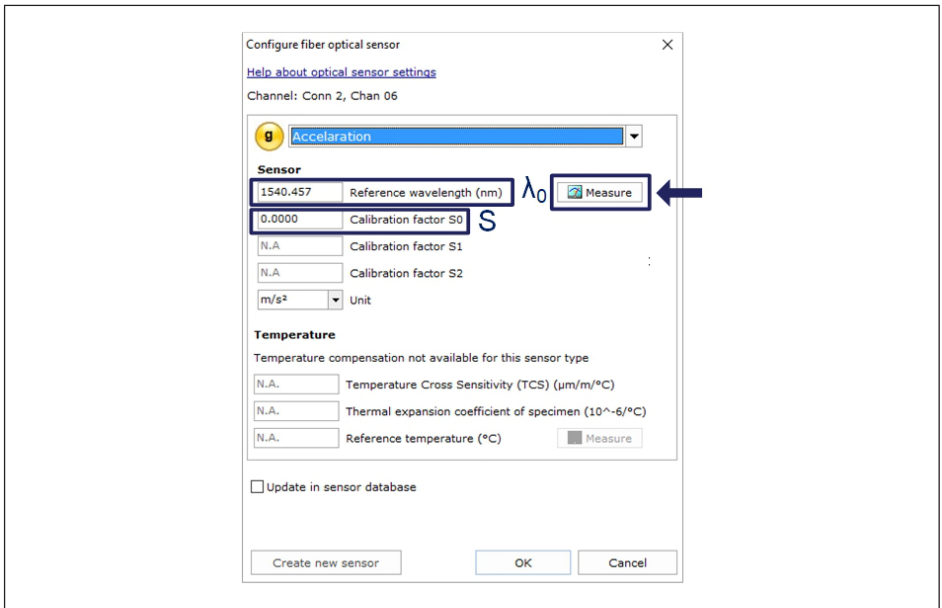 Configure fiber optical sensor
Help about optical sensor settings
Channel: Conn 2, Chan 06
g Accelaration
Sensor
1540.457 Reference wavelength (nm) λ0 Measure
0.0000 Calibration factor S0 S
N.A Calibration factor S1
N.A Calibration factor S2
m/s² Unit
Temperature
Temperature compensation not available for this sensor type
N.A. Temperature Cross Sensitivity (TCS) (µm/m/°C)
N.A. Thermal expansion coefficient of specimen (10^-6/°C)
N.A. Reference temperature (°C) Measure
Update in sensor database
Create new sensor OK Cancel